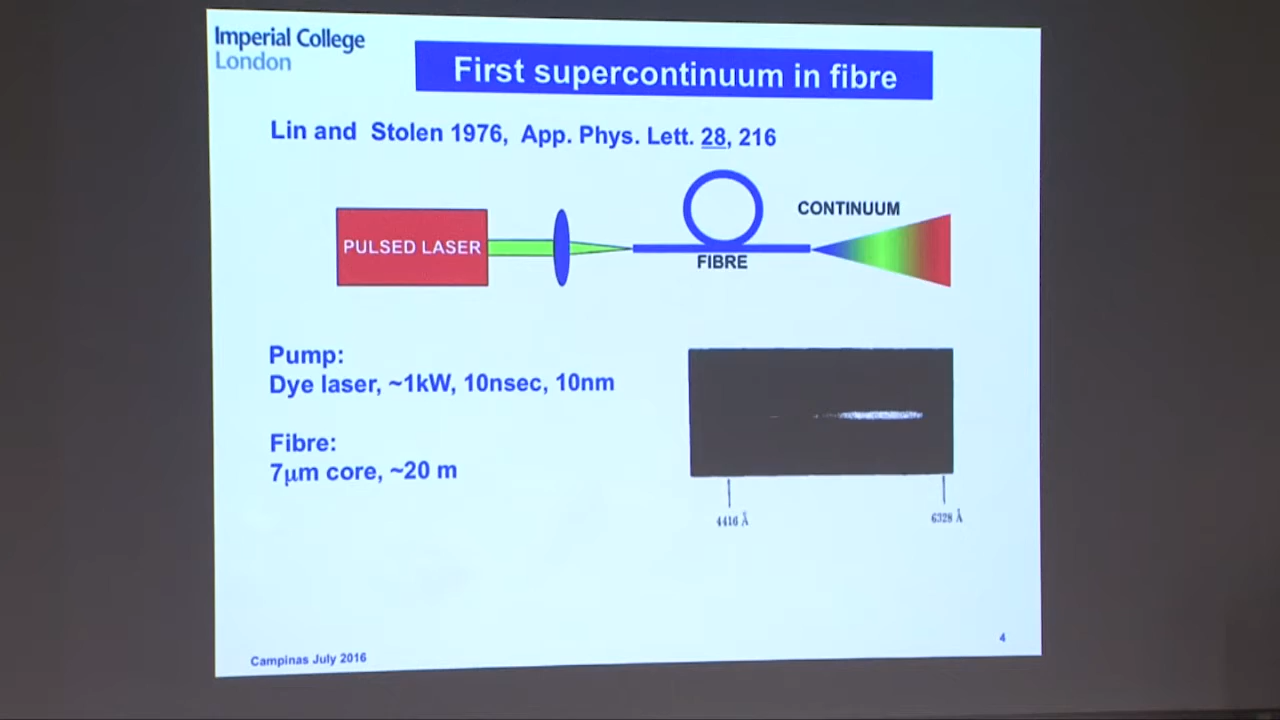 Imperial College
London
First supercontinuum in fibre
Lin and Stolen 1976, App. Phys. Lett. 28, 216
PULSED LASER
FIBRE
CONTINUUM
Pump:
Dye laser, ~1kW, 10nsec, 10nm
Fibre:
7μm core, ~20 m
4416 Å
6328 Å
Campinas July 2016
4